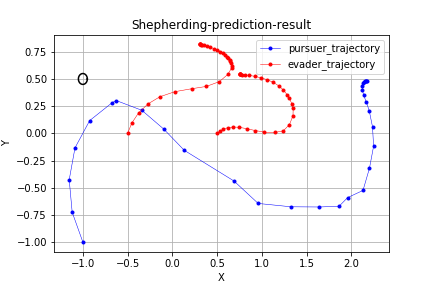 Shepherding-prediction-result
pursuer_trajectory
evader_trajectory
Y
0.75
0.50
0.25
0.00
−0.25
−0.50
−0.75
−1.00
−1.0 −0.5 0.0 0.5 1.0 1.5 2.0
X